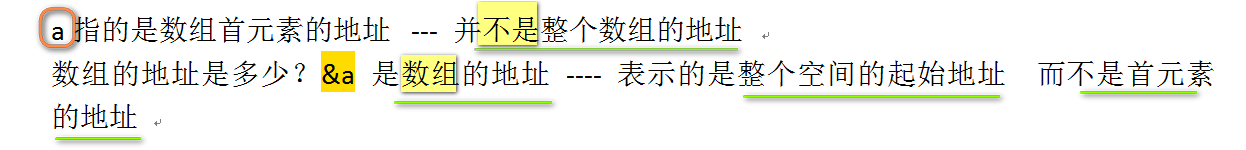 a 指的是数组首元素的地址 --- 并不是整个数组的地址
数组的地址是多少？&a 是数组的地址 ---- 表示的是整个空间的起始地址 而不是首元素
的地址